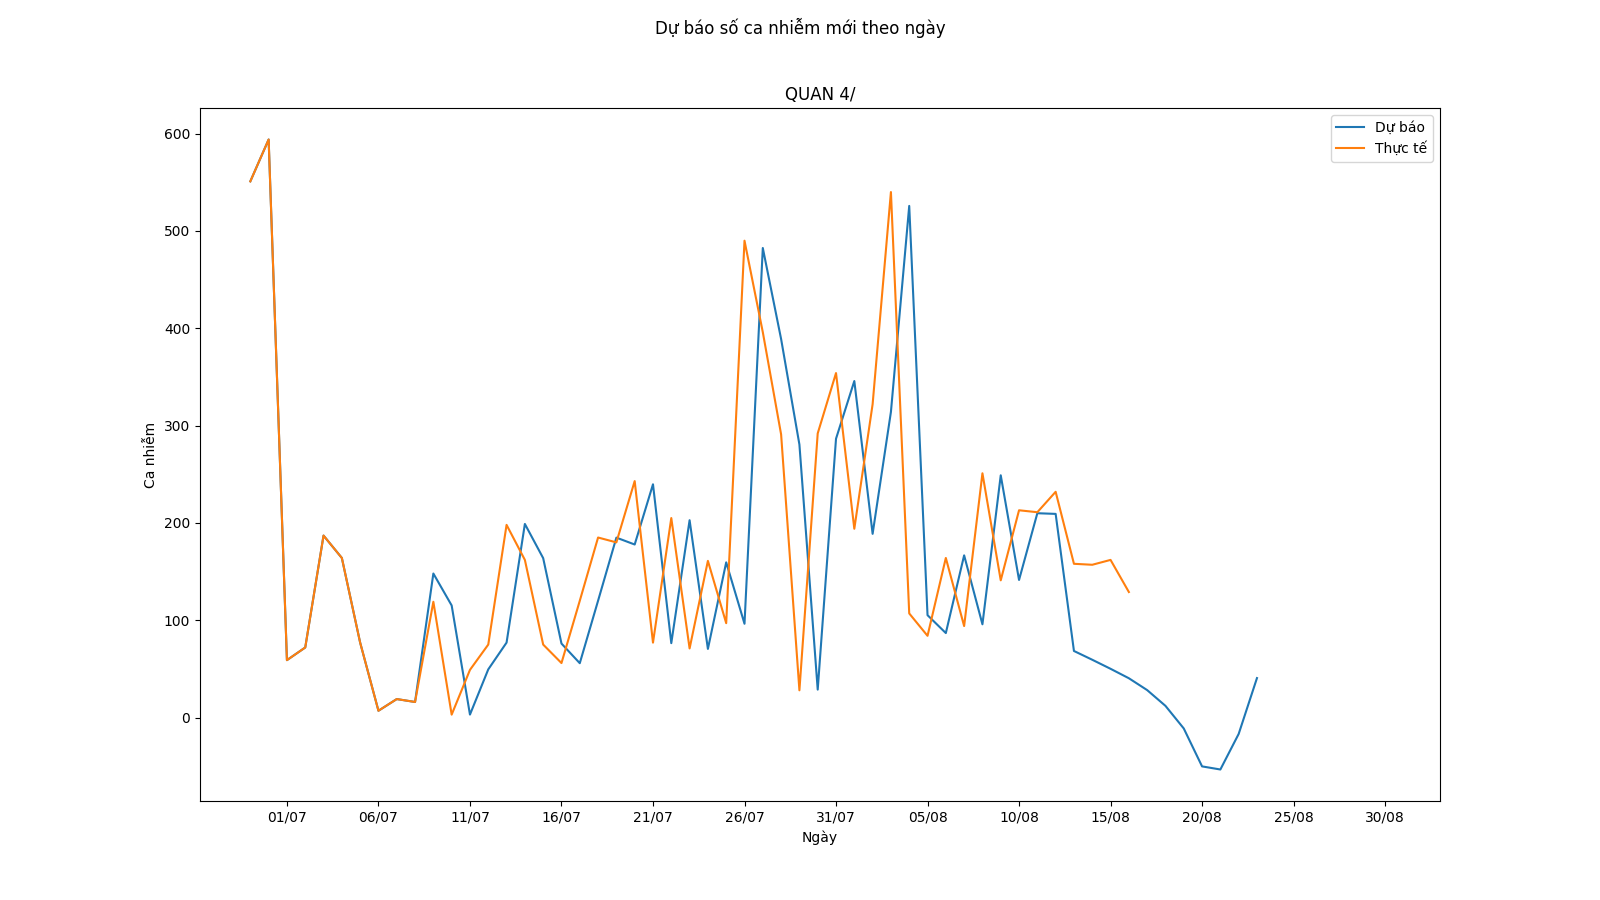 Dự báo số ca nhiễm mới theo ngày
QUAN 4/
Dự báo
Thực tế
600
500
400
300
200
100
0
Ca nhiễm
01/07 06/07 11/07 16/07 21/07 26/07 31/07 05/08 10/08 15/08 20/08 25/08 30/08
Ngày